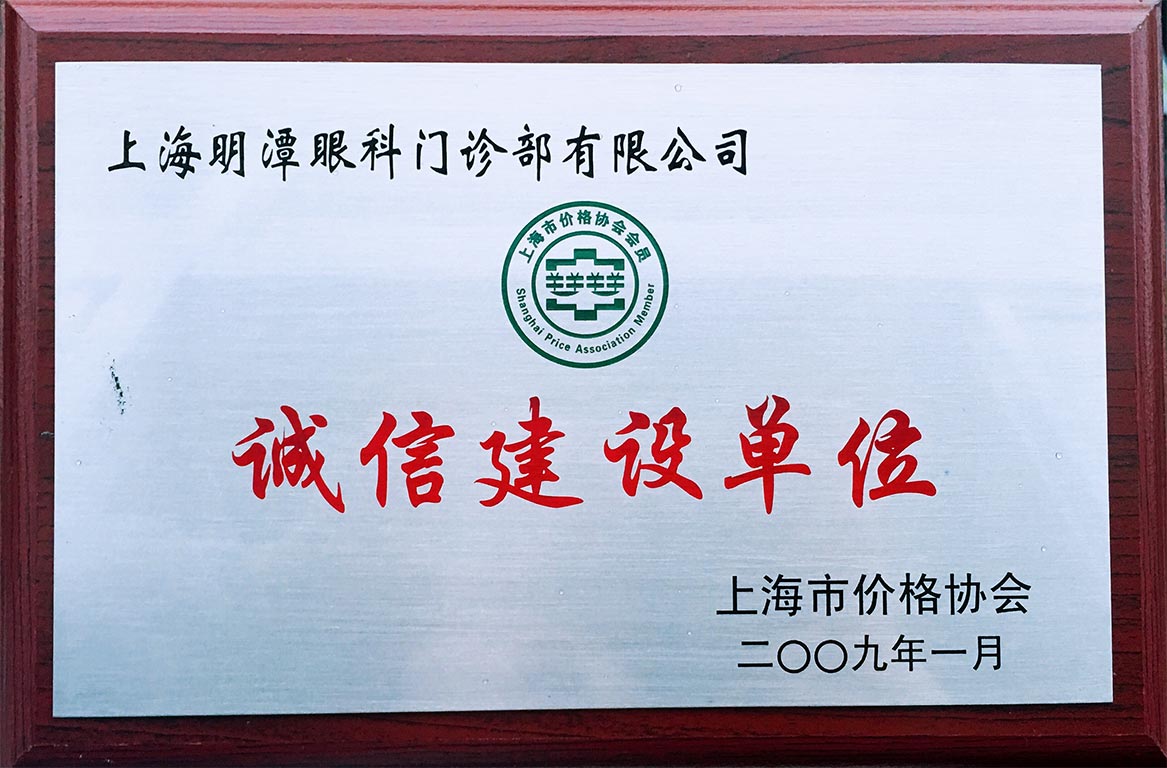 上海明潭眼科门诊部有限公司
上海市价格协会会员
Shanghai Price Association Member
诚信建设单位
上海市价格协会
二〇〇九年一月